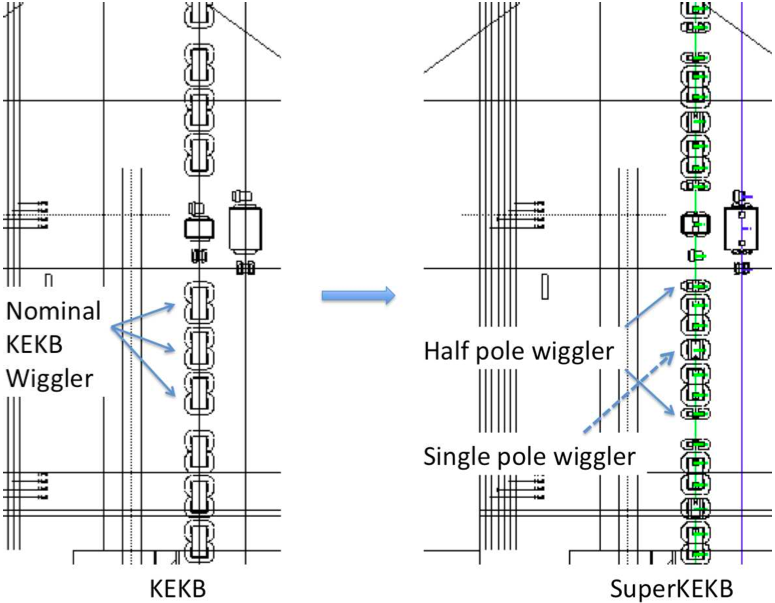 Nominal
KEKB
Wiggler
Half pole wiggler
Single pole wiggler
KEKB
SuperKEKB